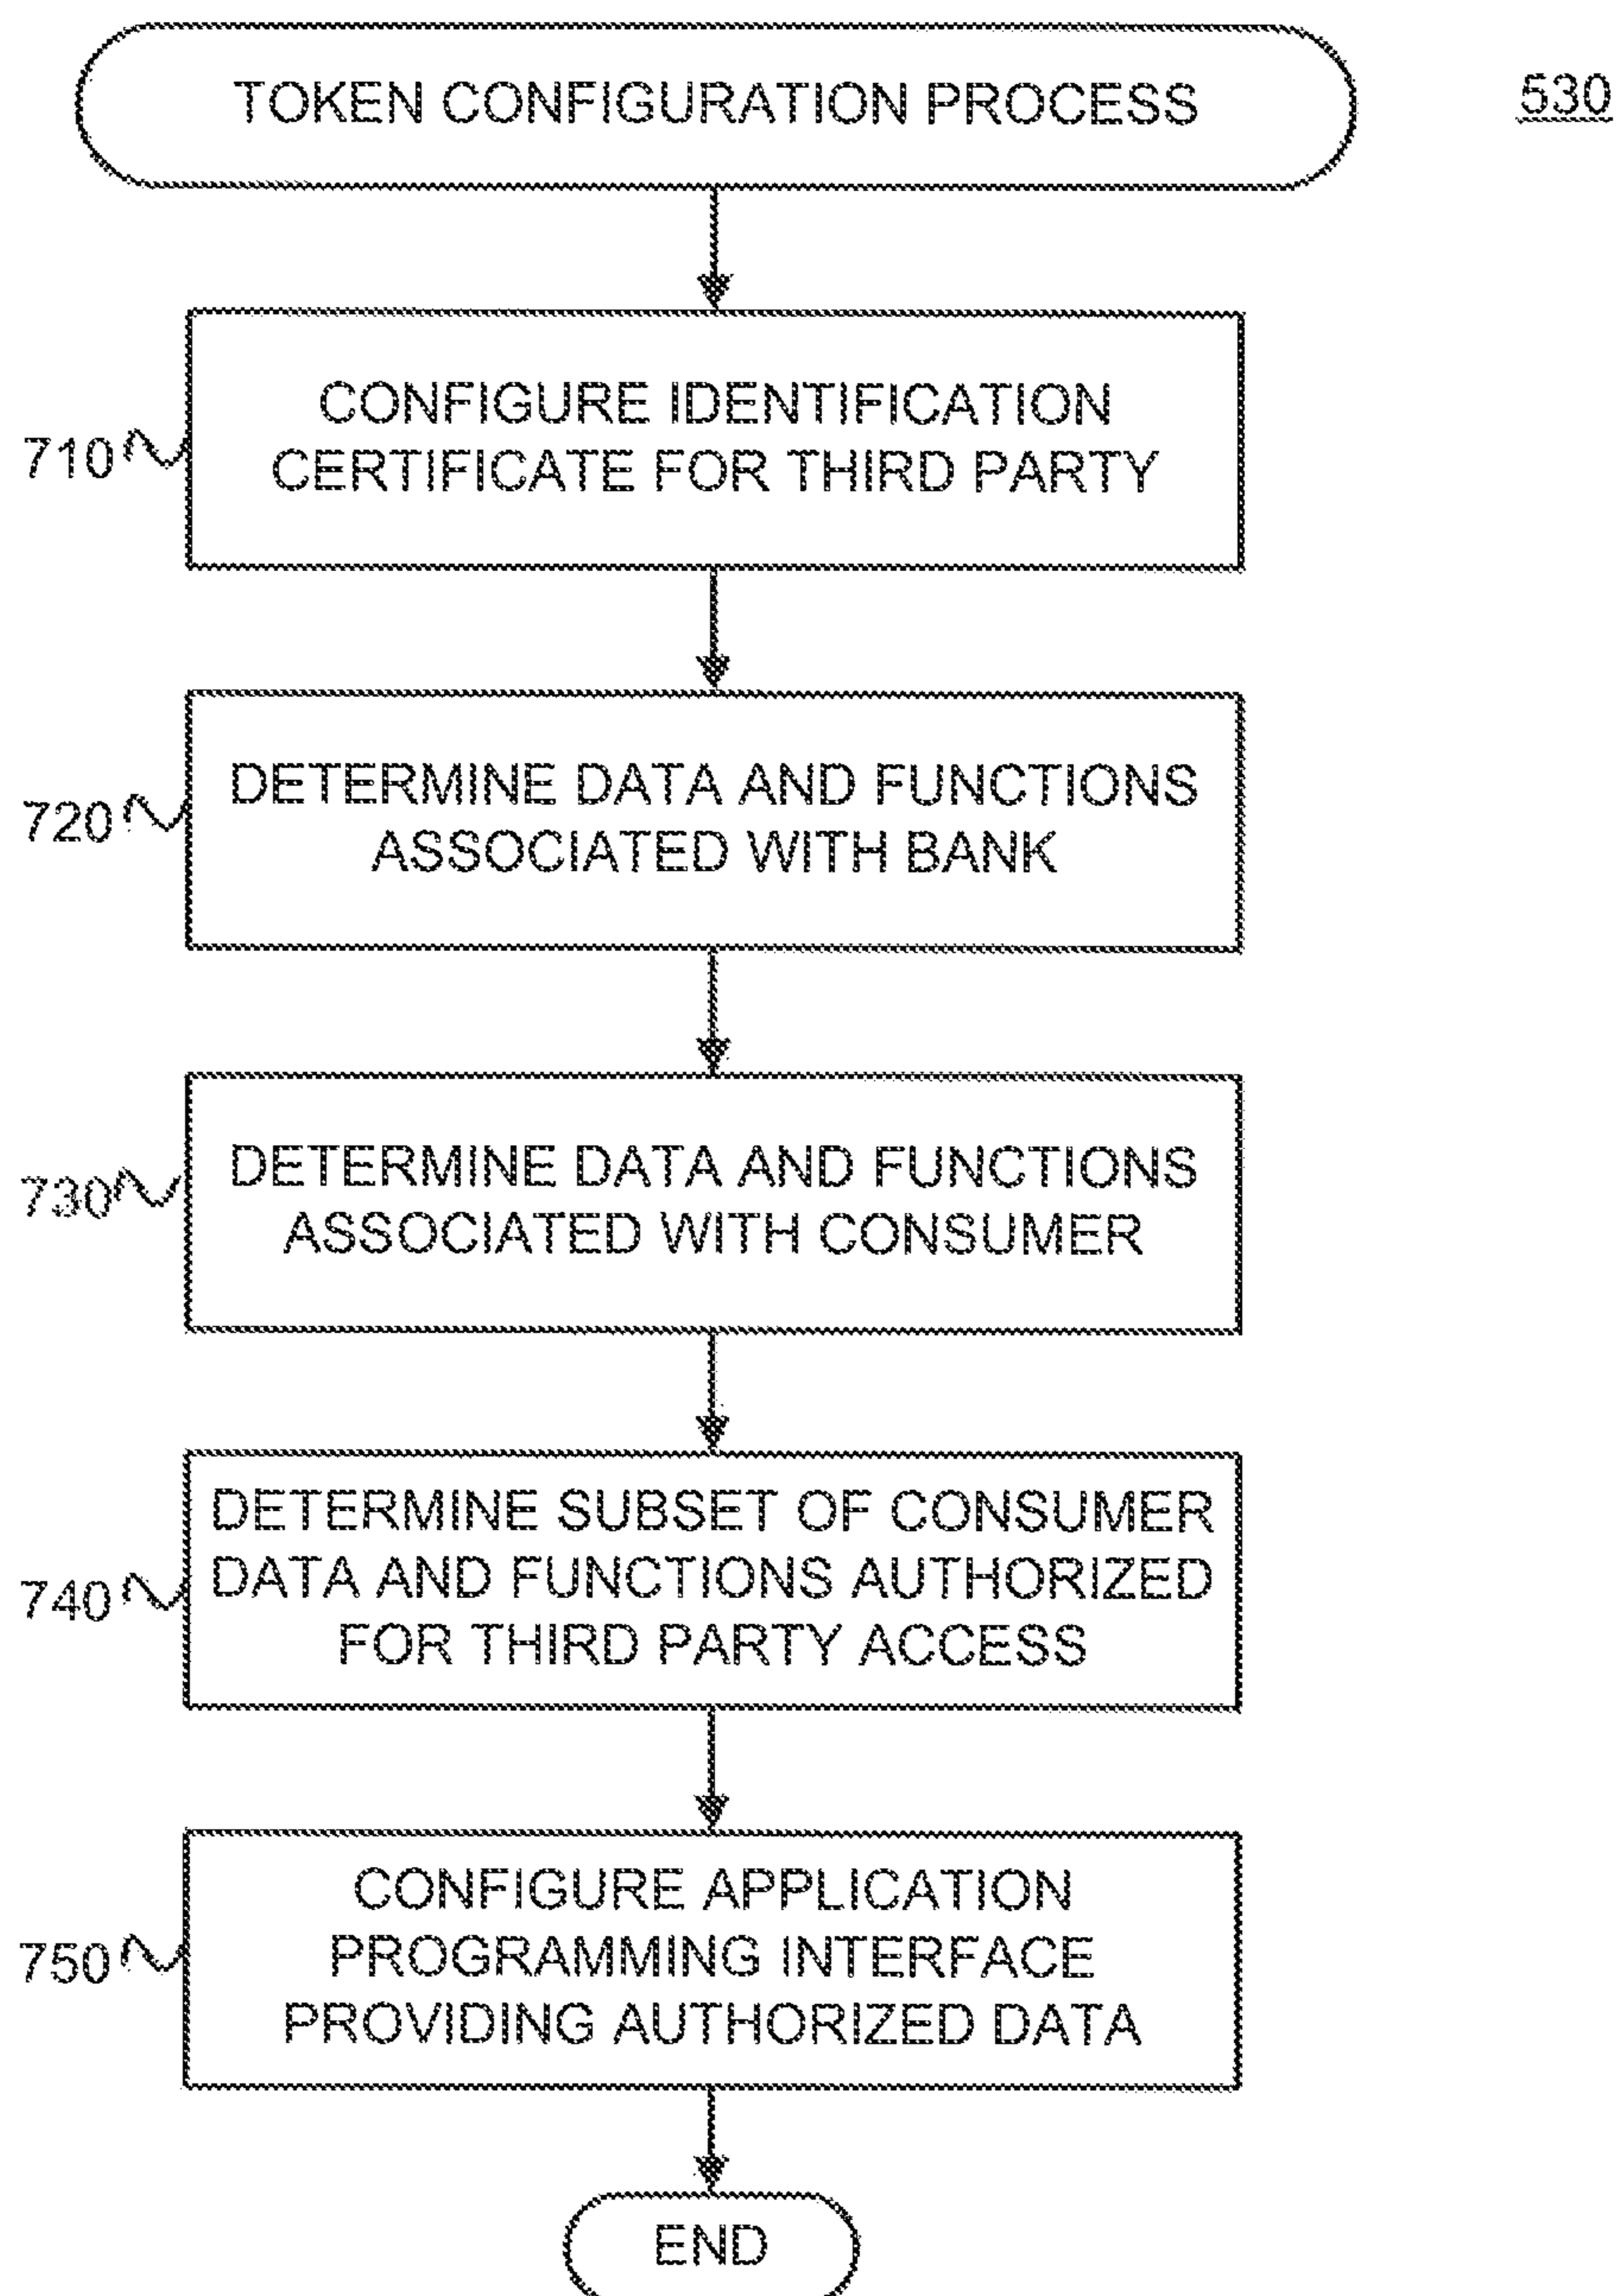 TOKEN CONFIGURATION PROCESS
530
CONFIGURE IDENTIFICATION
CERTIFICATE FOR THIRD PARTY
710
DETERMINE DATA AND FUNCTIONS
ASSOCIATED WITH BANK
720
DETERMINE DATA AND FUNCTIONS
ASSOCIATED WITH CONSUMER
730
DETERMINE SUBSET OF CONSUMER
DATA AND FUNCTIONS AUTHORIZED
FOR THIRD PARTY ACCESS
740
CONFIGURE APPLICATION
PROGRAMMING INTERFACE
PROVIDING AUTHORIZED DATA
750
END